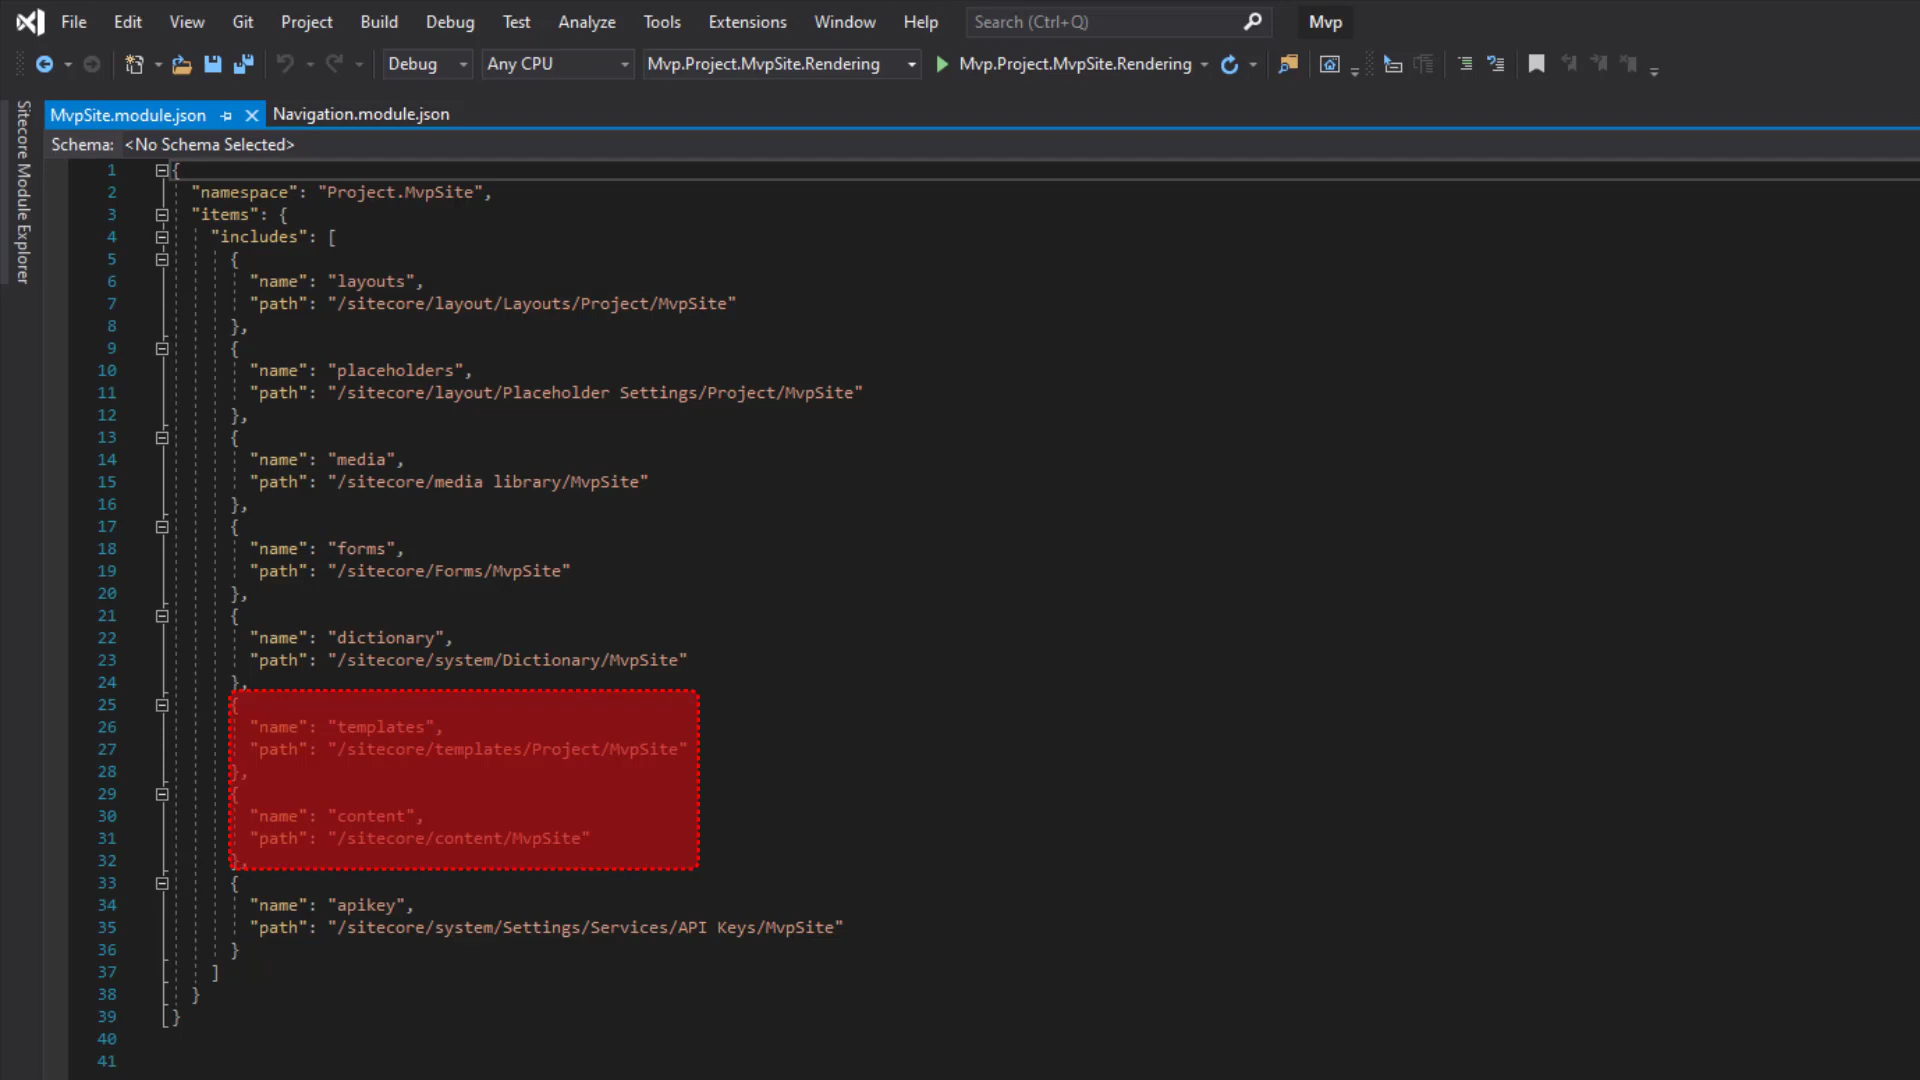 File Edit View Git Project Build Debug Test Analyze Tools Extensions Window Help Search (Ctrl+Q) Mvp
Debug Any CPU Mvp.Project.MvpSite.Rendering Mvp.Project.MvpSite.Rendering
Sitecore Module Explorer
MvpSite.module.json Navigation.module.json
Schema: <No Schema Selected>
1 {
2 "namespace": "Project.MvpSite",
3 "items": {
4 "includes": [
5 {
6 "name": "layouts",
7 "path": "/sitecore/layout/Layouts/Project/MvpSite"
8 },
9 {
10 "name": "placeholders",
11 "path": "/sitecore/layout/Placeholder Settings/Project/MvpSite"
12 },
13 {
14 "name": "media",
15 "path": "/sitecore/media library/MvpSite"
16 },
17 {
18 "name": "forms",
19 "path": "/sitecore/Forms/MvpSite"
20 },
21 {
22 "name": "dictionary",
23 "path": "/sitecore/system/Dictionary/MvpSite"
24 },
25 {
26 "name": "templates",
27 "path": "/sitecore/templates/Project/MvpSite"
28 },
29 {
30 "name": "content",
31 "path": "/sitecore/content/MvpSite"
32 },
33 {
34 "name": "apikey",
35 "path": "/sitecore/system/Settings/Services/API Keys/MvpSite"
36 }
37 ]
38 }
39 }
40
41